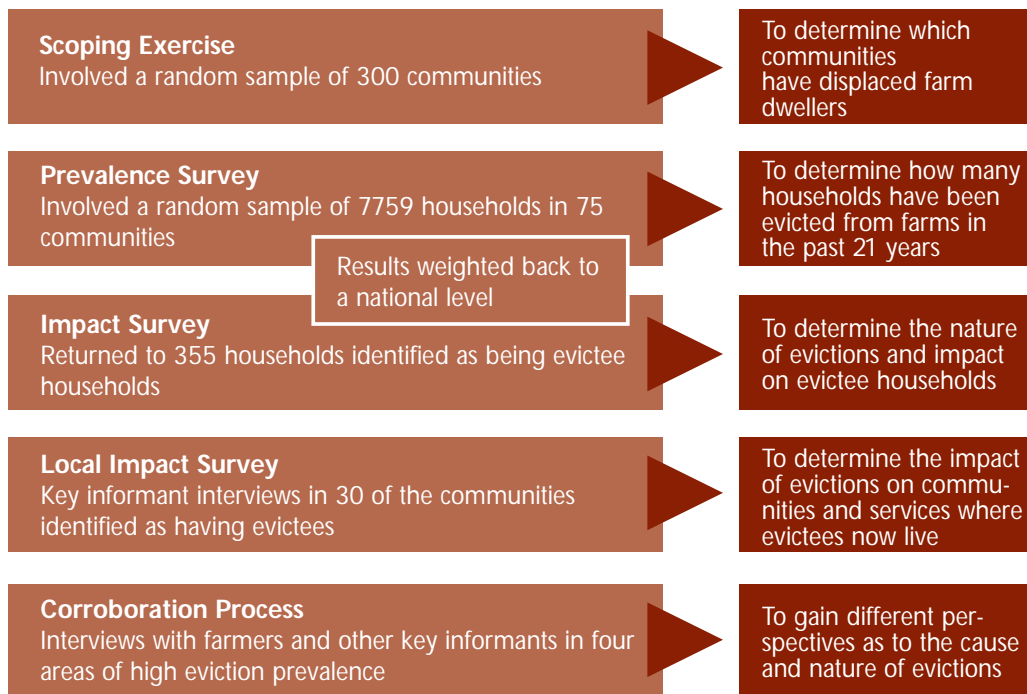 Scoping Exercise
Involved a random sample of 300 communities
To determine which
communities
have displaced farm
dwellers
Prevalence Survey
Involved a random sample of 7759 households in 75
communities
To determine how many
households have been
evicted from farms in
the past 21 years
Results weighted back to
a national level
Impact Survey
Returned to 355 households identified as being evictee
households
To determine the nature
of evictions and impact
on evictee households
Local Impact Survey
Key informant interviews in 30 of the communities
identified as having evictees
To determine the impact
of evictions on commu-
nities and services where
evictees now live
Corroboration Process
Interviews with farmers and other key informants in four
areas of high eviction prevalence
To gain different per-
spectives as to the cause
and nature of evictions